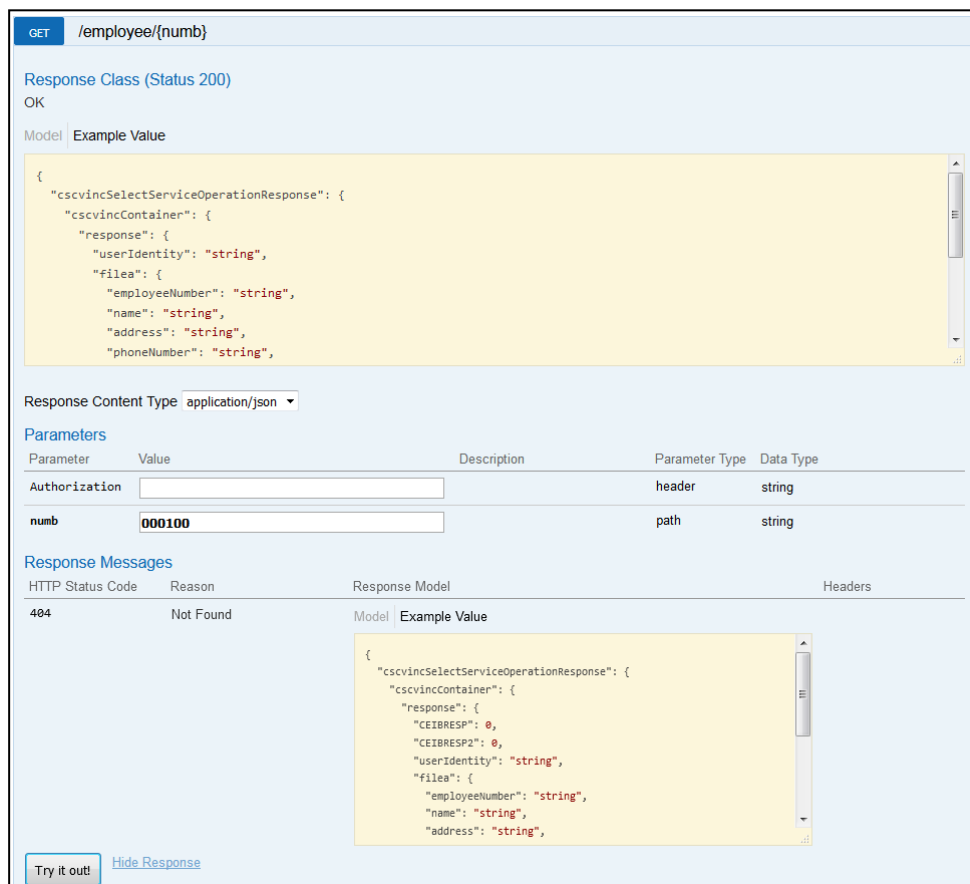 GET /employee/{numb}
Response Class (Status 200)
OK
Model Example Value
{
"cscvincSelectServiceOperationResponse": {
"cscvincContainer": {
"response": {
"userIdentity": "string",
"filea": {
"employeeNumber": "string",
"name": "string",
"address": "string",
"phoneNumber": "string",
Response Content Type application/json
Parameters
Parameter Value Description Parameter Type Data Type
Authorization header string
numb 000100 path string
Response Messages
HTTP Status Code Reason Response Model Headers
404 Not Found Model Example Value
{
"cscvincSelectServiceOperationResponse": {
"cscvincContainer": {
"response": {
"CEIBRESP": 0,
"CEIBRESP2": 0,
"userIdentity": "string",
"filea": {
"employeeNumber": "string",
"name": "string",
"address": "string",
Try it out! Hide Response